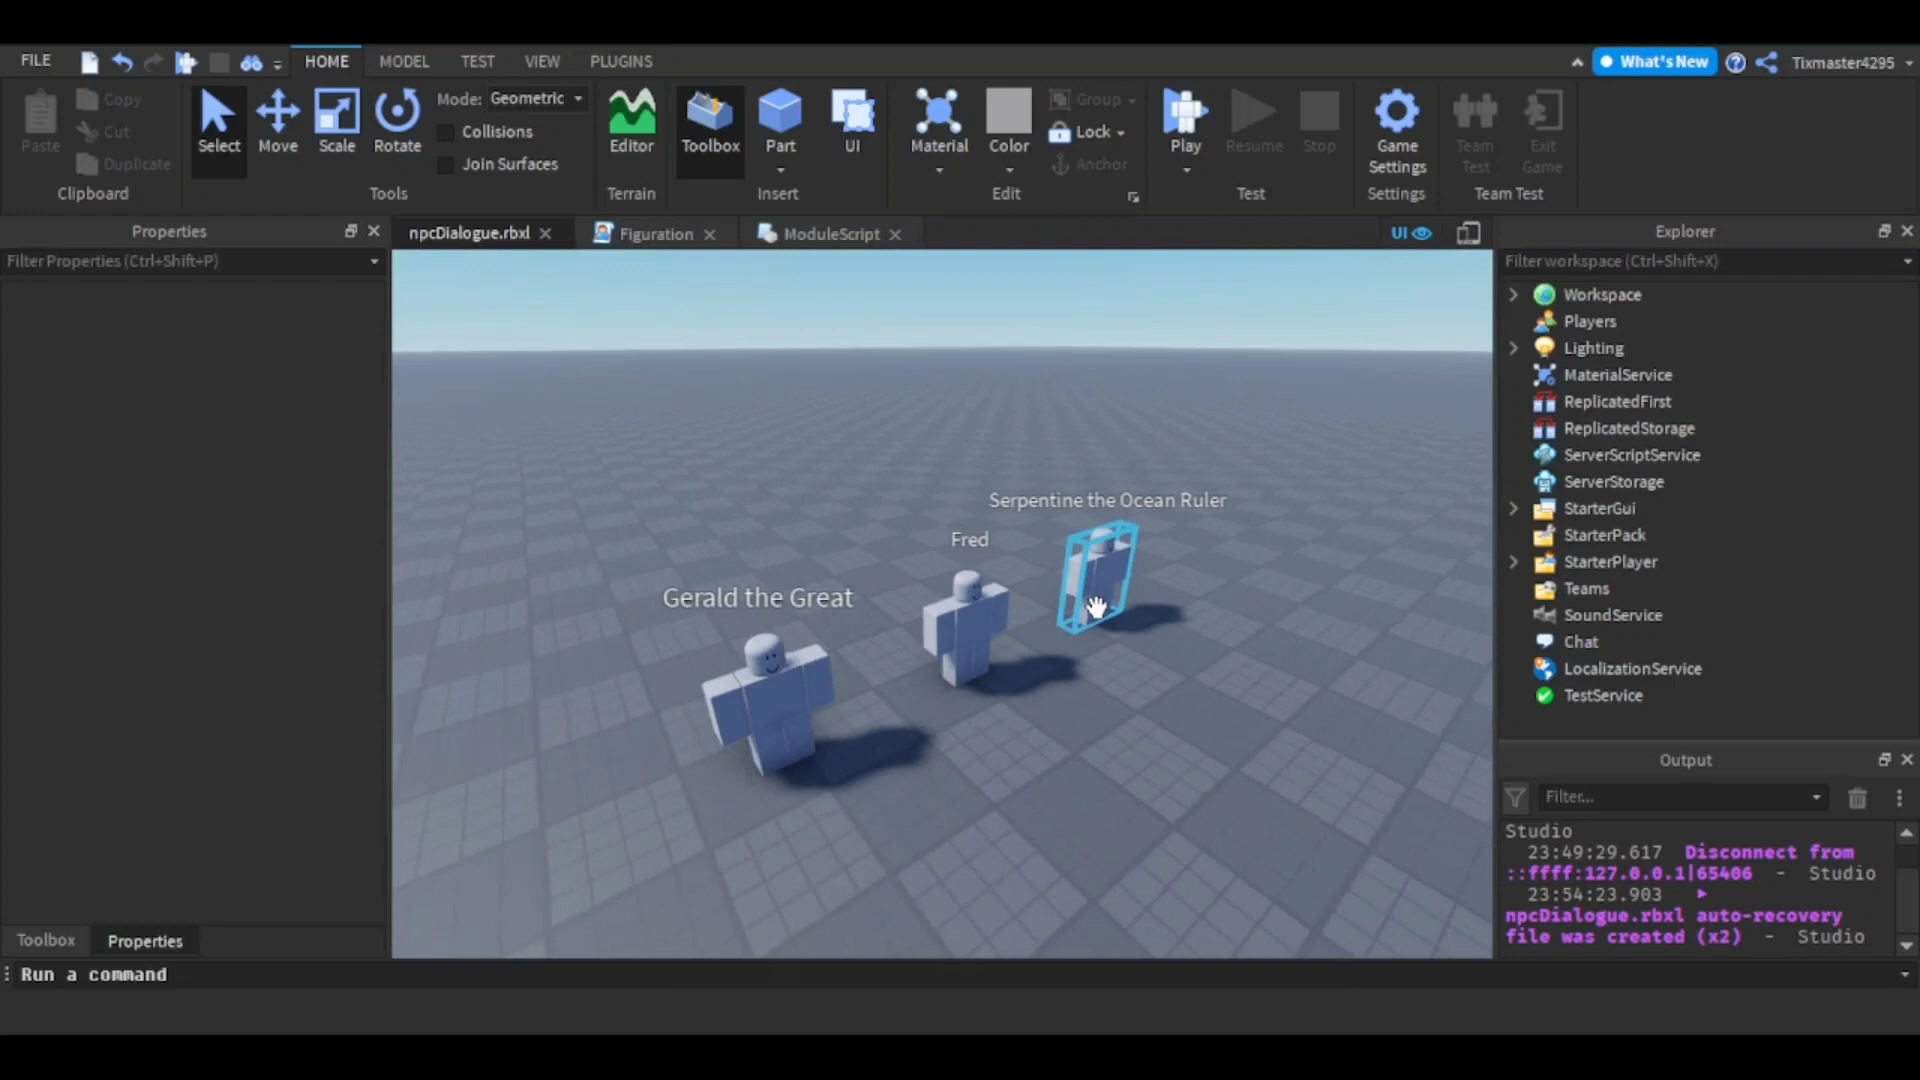 FILE
HOME
MODEL
TEST
VIEW
PLUGINS
What's New
Tixmaster4295
Paste
Copy
Cut
Duplicate
Clipboard
Select
Move
Scale
Rotate
Mode: Geometric
Collisions
Join Surfaces
Tools
Editor
Terrain
Toolbox
Part
UI
Insert
Material
Color
Group
Lock
Anchor
Edit
Play
Resume
Stop
Test
Game
Settings
Settings
Team
Test
Exit
Game
Team Test
Properties
Filter Properties (Ctrl+Shift+P)
npcDialogue.rbxl
Figuration
ModuleScript
UI
Serpentine the Ocean Ruler
Fred
Gerald the Great
Explorer
Filter workspace (Ctrl+Shift+X)
Workspace
Players
Lighting
MaterialService
ReplicatedFirst
ReplicatedStorage
ServerScriptService
ServerStorage
StarterGui
StarterPack
StarterPlayer
Teams
SoundService
Chat
LocalizationService
TestService
Output
Filter...
Studio
23:49:29.617 Disconnect from
::ffff:127.0.0.1|65406 - Studio
23:54:23.903
npcDialogue.rbxl auto-recovery
file was created (x2) - Studio
Toolbox
Properties
Run a command